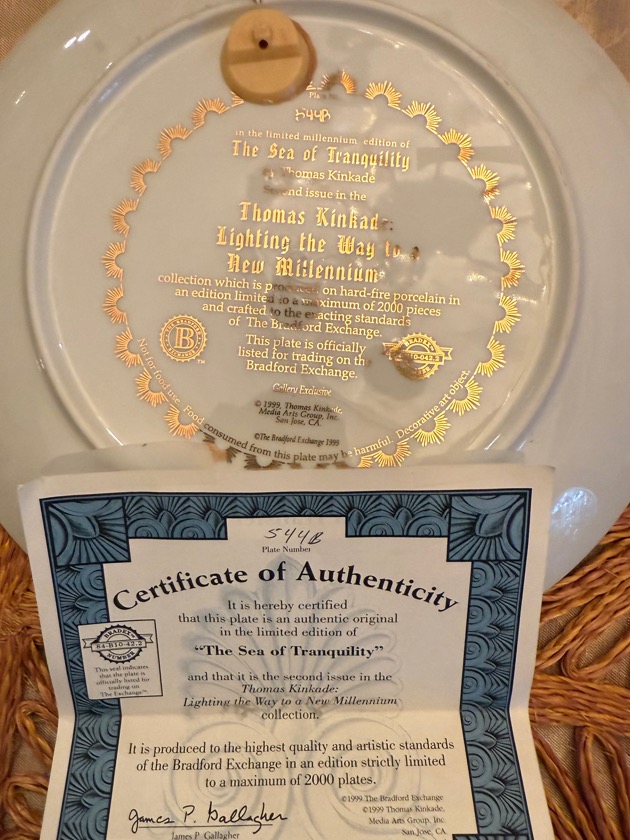 544B
in the limited millennium edition of
The Sea of Tranquility
Thomas Kinkade
issue in the
Thomas Kinkade:
Lighting the Way to a
New Millennium
collection which is on hard-fire porcelain in
an edition limited to a maximum of 2000 pieces
and crafted to the exacting standards
of The Bradford Exchange.
This plate is officially
listed for trading on the
Bradford Exchange.
Gallery Exclusive
© 1999, Thomas Kinkade,
Media Arts Group, Inc.
San Jose, CA.
©The Bradford Exchange 1999
B
EXCHANGE
™
BRADEX
Not for food use. Food consumed from this plate may be harmful. Decorative art object.
544B
Plate Number
Certificate of Authenticity
It is hereby certified
that this plate is an authentic original
in the limited edition of
“The Sea of Tranquility”
and that it is the second issue in the
Thomas Kinkade:
Lighting the Way to a New Millennium
collection.
BRADEX
84-B10-42.2
NUMBER
This seal indicates
that the plate is
officially listed for
trading on
The Exchange™
It is produced to the highest quality and artistic standards
of the Bradford Exchange in an edition strictly limited
to a maximum of 2000 plates.
James P. Gallagher
James P. Gallagher
©1999 The Bradford Exchange
©1999 Thomas Kinkade,
Media Arts Group, Inc.
San Jose, CA